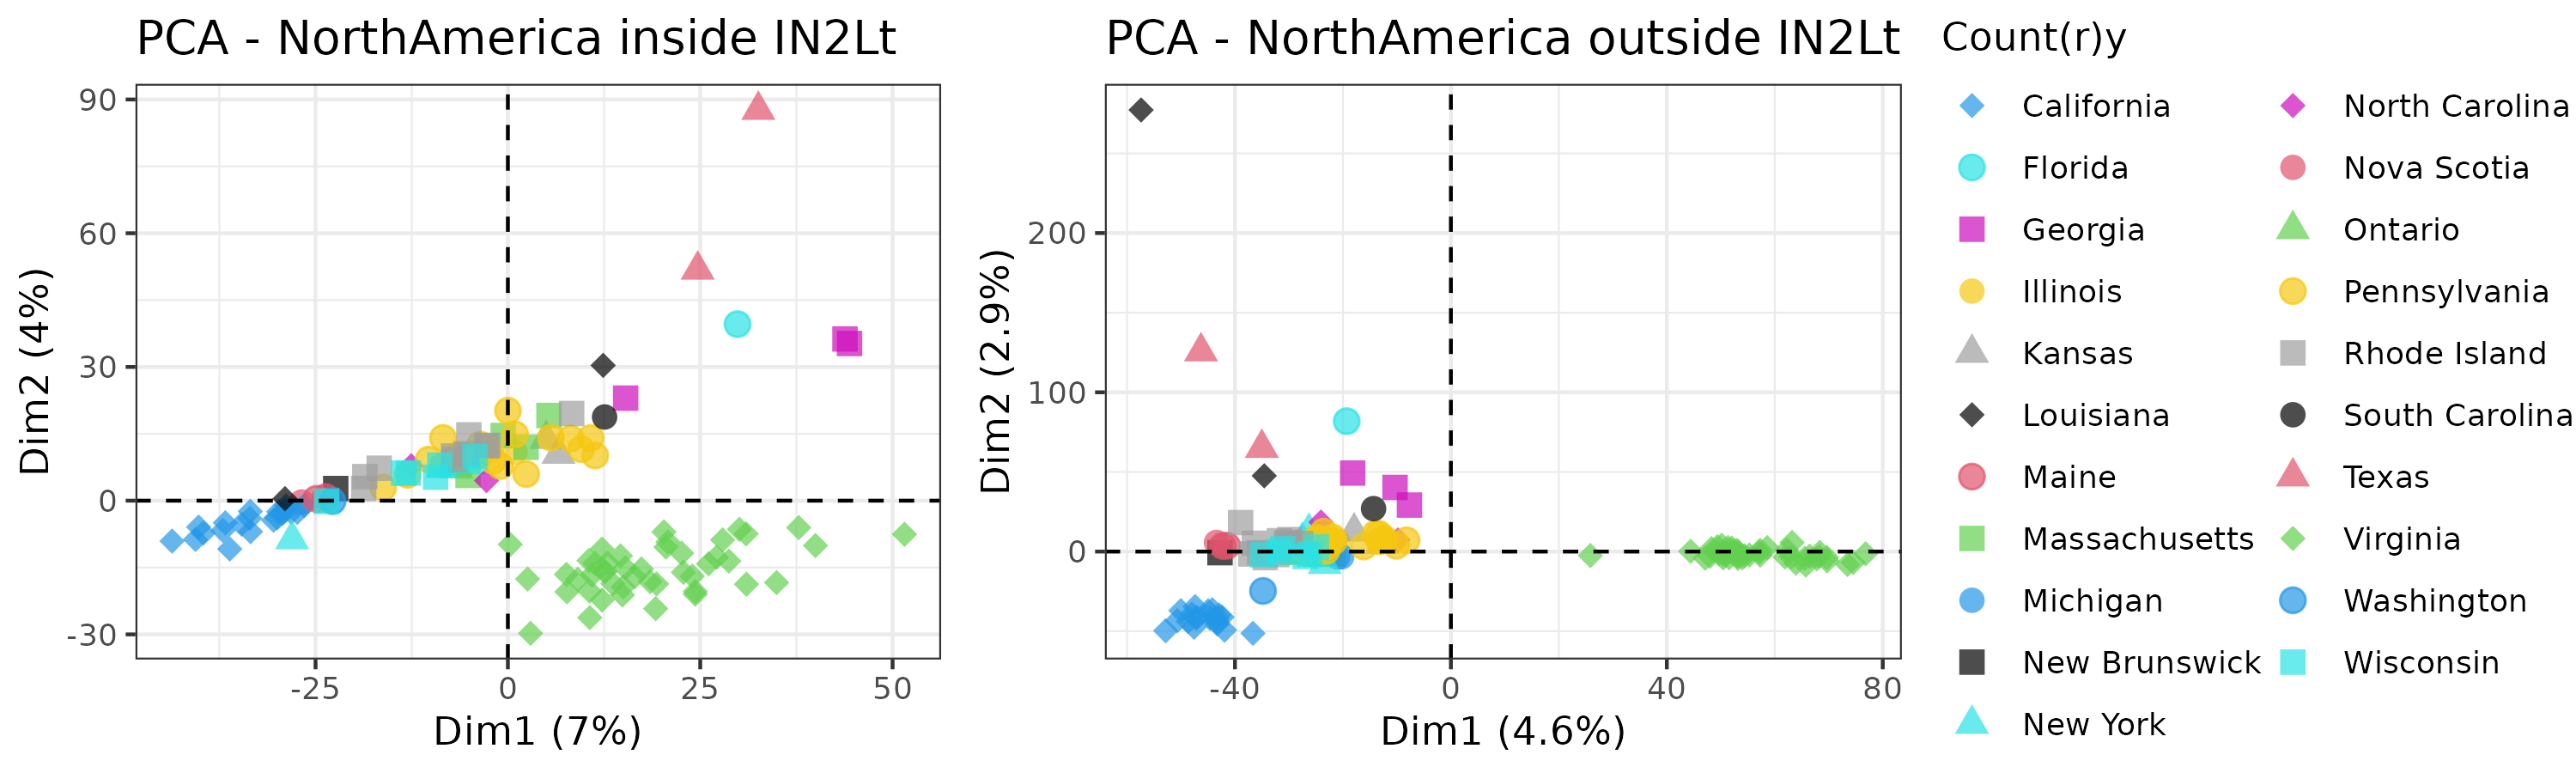 PCA - NorthAmerica inside IN2Lt
90
60
30
0
-30
Dim2 (4%)
-25
0
25
50
Dim1 (7%)
PCA - NorthAmerica outside IN2Lt
200
100
0
Dim2 (2.9%)
-40
0
40
80
Dim1 (4.6%)
Count(r)y
California
Florida
Georgia
Illinois
Kansas
Louisiana
Maine
Massachusetts
Michigan
New Brunswick
New York
North Carolina
Nova Scotia
Ontario
Pennsylvania
Rhode Island
South Carolina
Texas
Virginia
Washington
Wisconsin